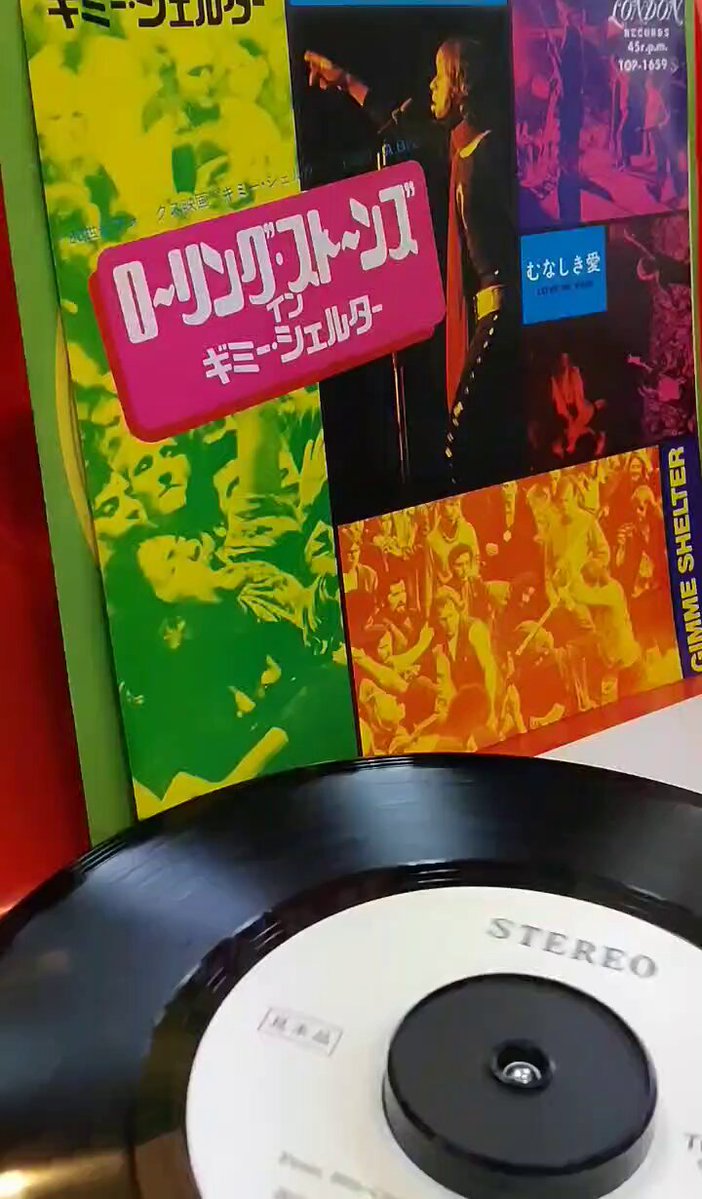 ギミー・シェルター
LONDON
RECORDS
45r.p.m.
TOP-1659 S
ローリング・ストーンズ
イン
ギミー・シェルター
むなしき愛
GIMME SHELTER
STEREO
見本品